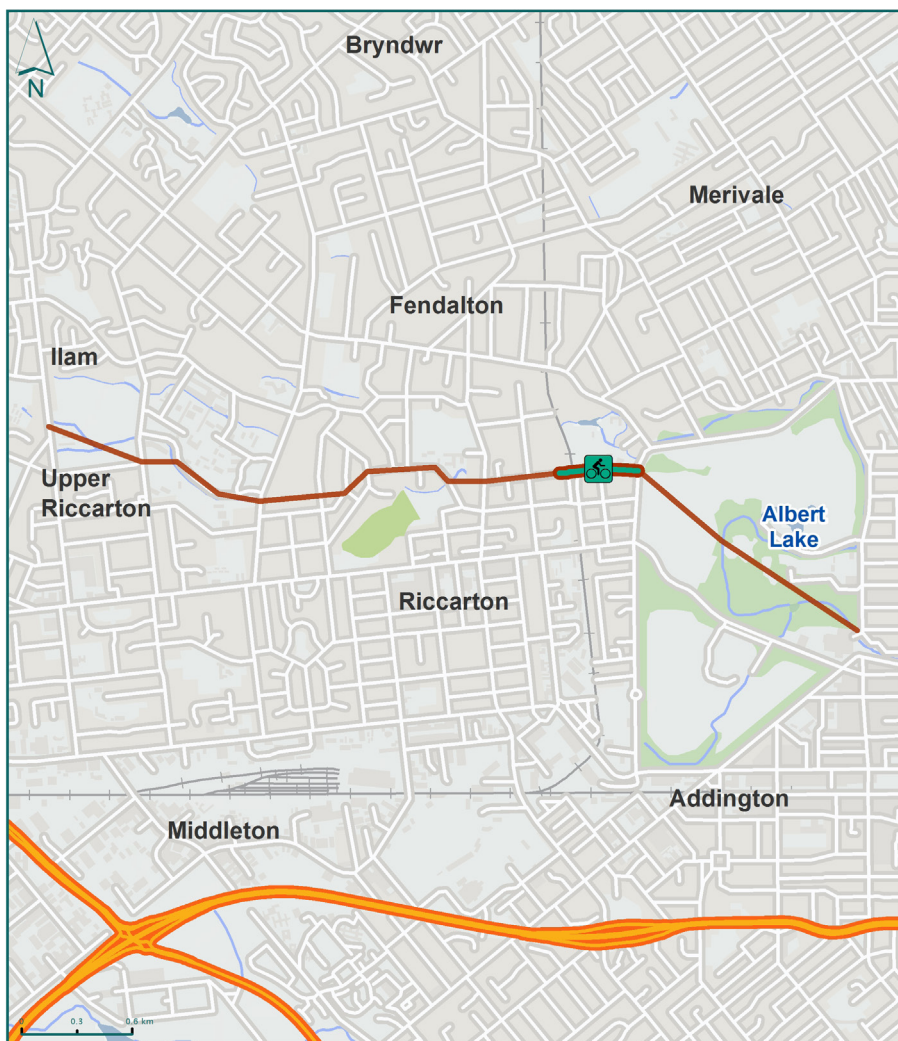 Bryndwr
N
Merivale
Fendalton
Ilam
Upper
Riccarton
Albert
Lake
Riccarton
Addington
Middleton
0 0.3 0.6 km